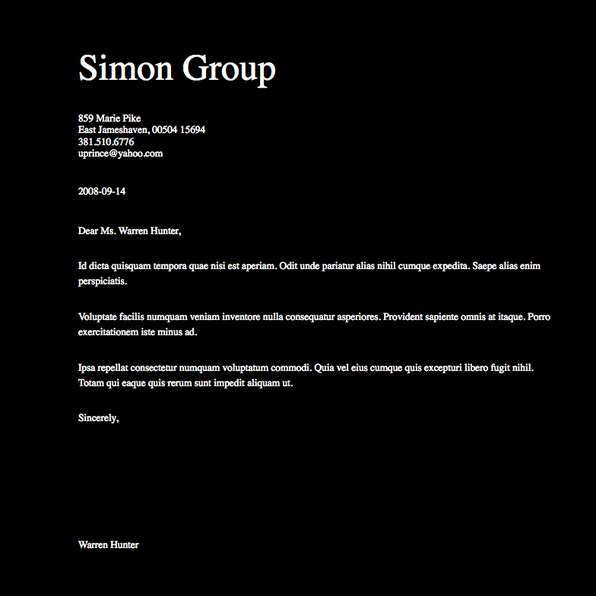 Simon Group
859 Marie Pike
East Jameshaven, 00504 15694
381.510.6776
uprince@yahoo.com
2008-09-14
Dear Ms. Warren Hunter,
Id dicta quisquam tempora quae nisi est aperiam. Odit unde pariatur alias nihil cumque expedita. Saepe alias enim
perspiciatis.
Voluptate facilis numquam veniam inventore nulla consequatur asperiores. Provident sapiente omnis at itaque. Porro
exercitationem iste minus ad.
Ipsa repellat consectetur numquam voluptatum commodi. Quia vel eius cumque quis excepturi libero fugit nihil.
Totam qui eaque quis rerum sunt impedit aliquam ut.
Sincerely,
Warren Hunter